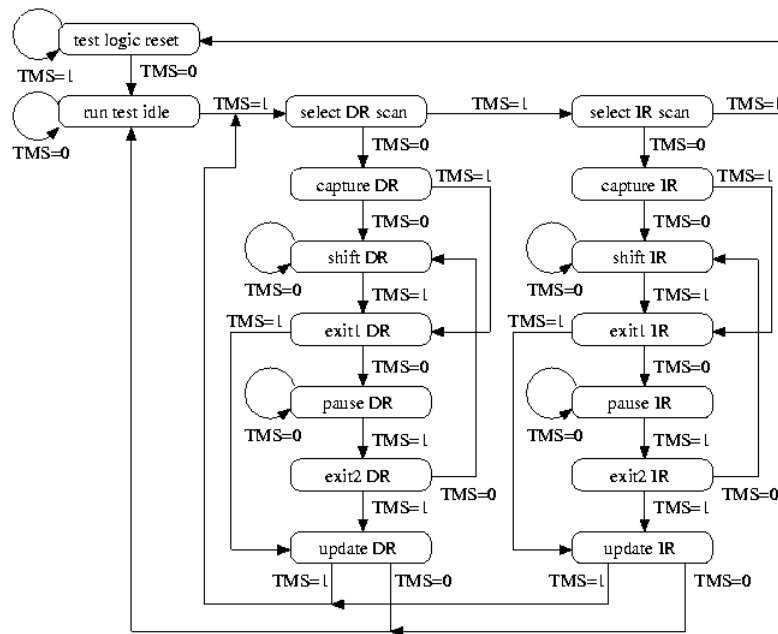 test logic reset
TMS=1
TMS=0
run test idle
TMS=1
select DR scan
TMS=1
select IR scan
TMS=1
TMS=0
TMS=0
TMS=0
capture DR
TMS=1
capture IR
TMS=1
TMS=0
TMS=0
shift DR
shift IR
TMS=0
TMS=1
TMS=0
TMS=1
TMS=1
exit1 DR
TMS=1
exit1 IR
TMS=0
TMS=0
pause DR
pause IR
TMS=0
TMS=1
TMS=0
TMS=1
exit2 DR
TMS=0
exit2 IR
TMS=0
TMS=1
TMS=1
update DR
update IR
TMS=1
TMS=0
TMS=1
TMS=0